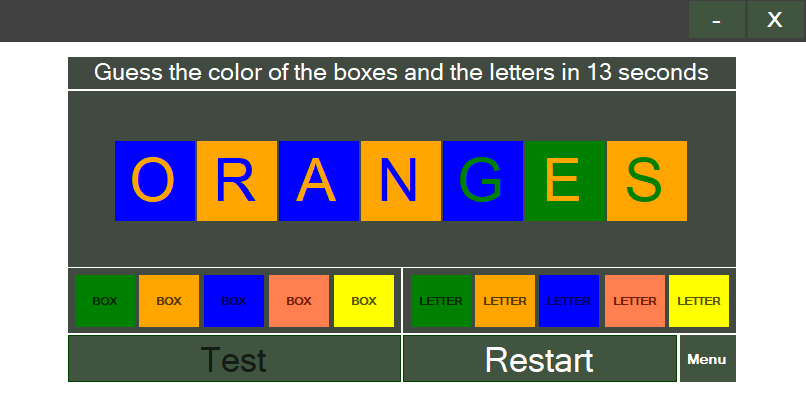 - X
Guess the color of the boxes and the letters in 13 seconds
ORANGES
BOX BOX BOX BOX BOX LETTER LETTER LETTER LETTER LETTER
Test Restart Menu